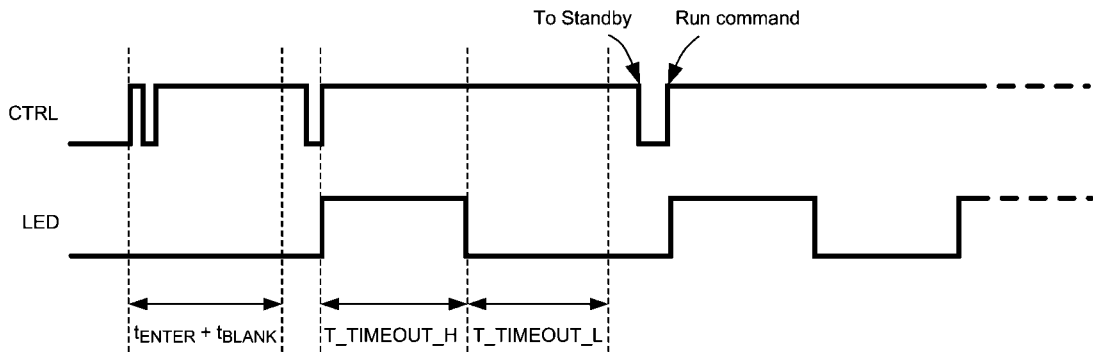 To Standby
Run command
CTRL
LED
tENTER + tBLANK
T_TIMEOUT_H
T_TIMEOUT_L